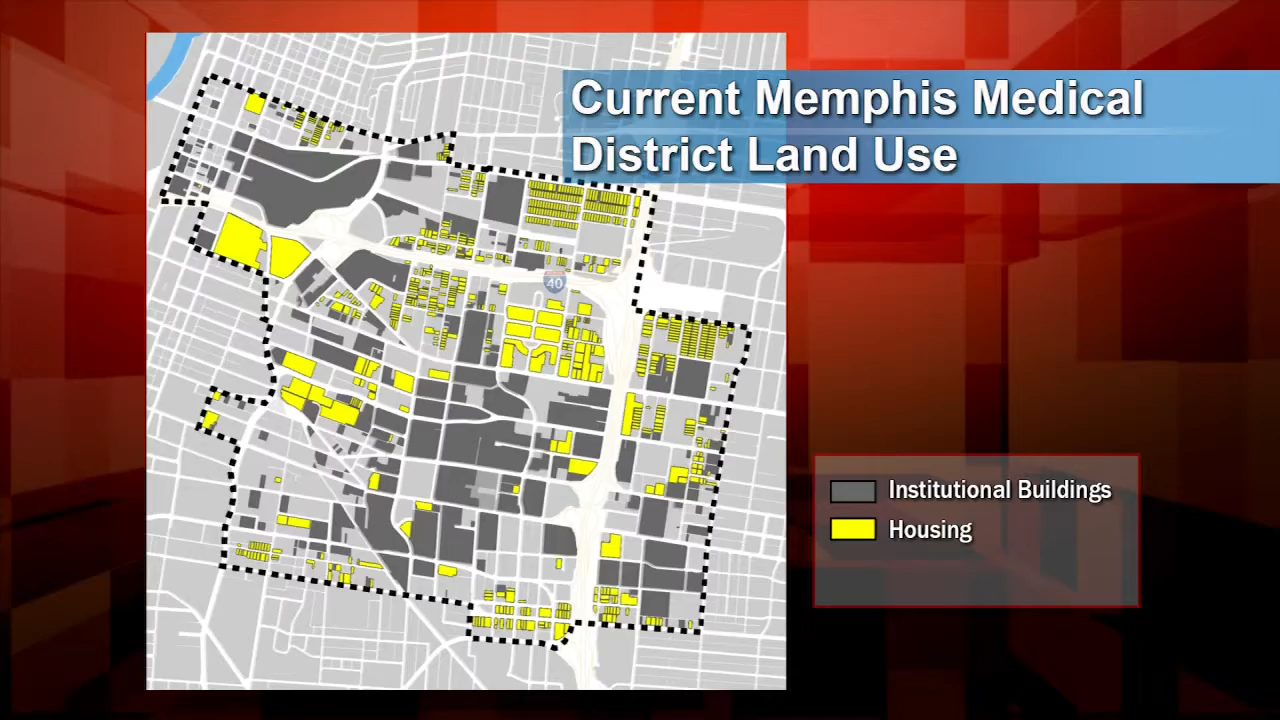 Current Memphis Medical
District Land Use
40
Institutional Buildings
Housing